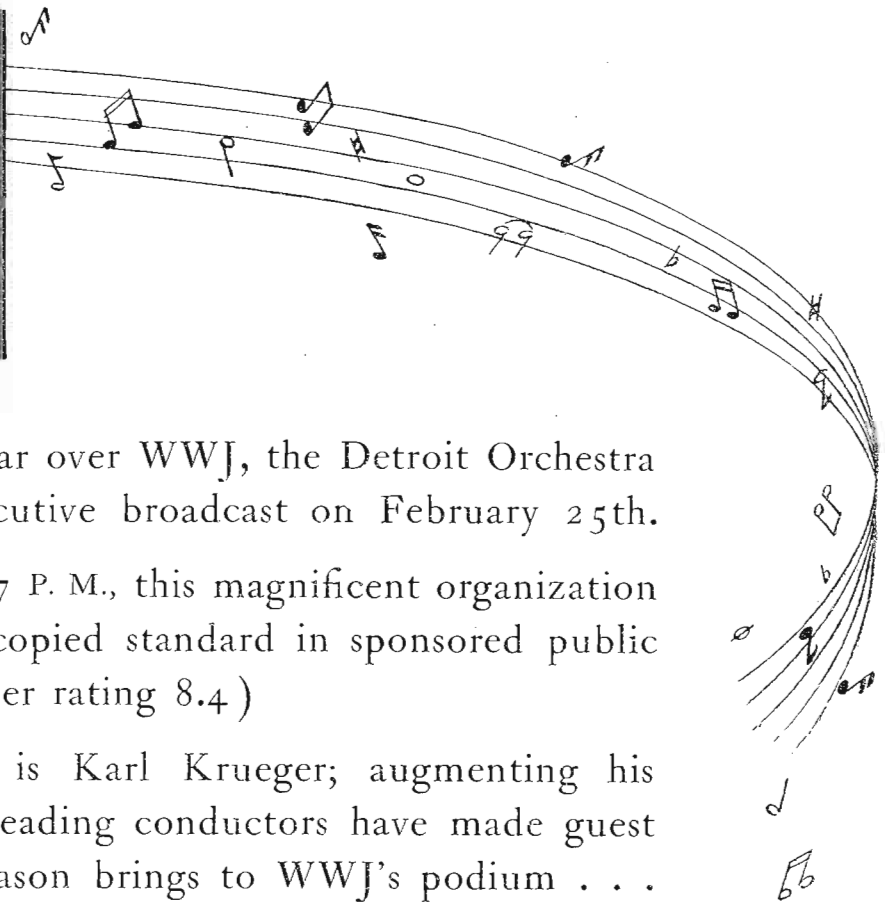 ar over WWJ, the Detroit Orchestra
cutive broadcast on February 25th.
7 P. M., this magnificent organization
copied standard in sponsored public
er rating 8.4)
is Karl Krueger; augmenting his
eading conductors have made guest
ason brings to WWJ's podium . . .